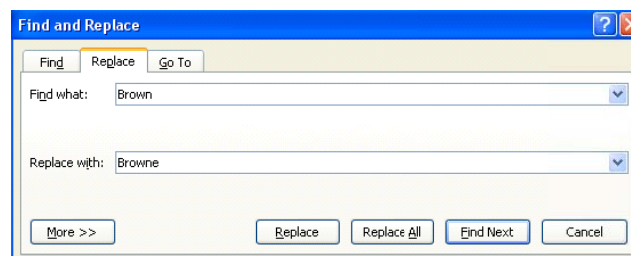 Find and Replace
Find Replace Go To
Find what: Brown
Replace with: Browne
More >> Replace Replace All Find Next Cancel